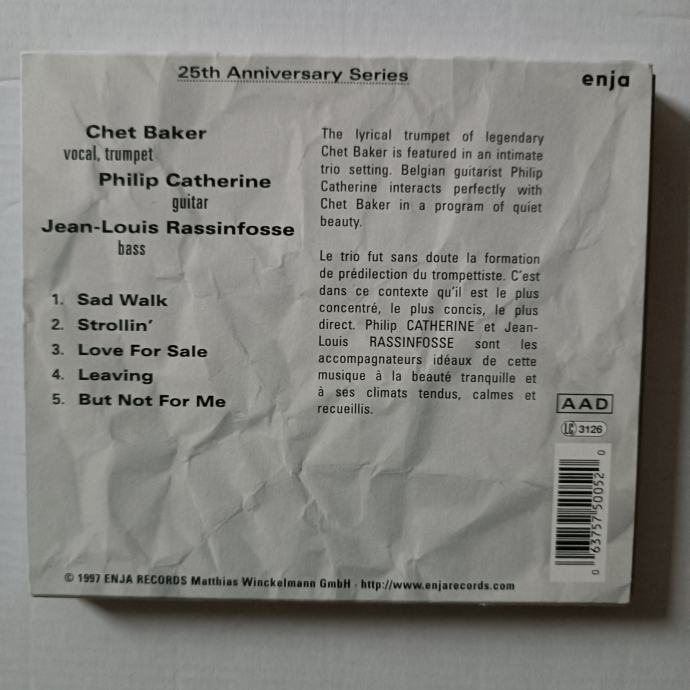 25th Anniversary Series
enja
Chet Baker
vocal, trumpet
Philip Catherine
guitar
Jean-Louis Rassinfosse
bass
1. Sad Walk
2. Strollin'
3. Love For Sale
4. Leaving
5. But Not For Me
The lyrical trumpet of legendary
Chet Baker is featured in an intimate
trio setting. Belgian guitarist Philip
Catherine interacts perfectly with
Chet Baker in a program of quiet
beauty.
Le trio fut sans doute la formation
de prédilection du trompettiste. C'est
dans ce contexte qu'il est le plus
concentré, le plus concis, le plus
direct. Philip CATHERINE et Jean-
Louis RASSINFOSSE sont les
accompagnateurs idéaux de cette
musique à la beauté tranquille et
à ses climats tendus, calmes et
recueillis.
AAD
LC 3126
0 63757 50052 0
© 1997 ENJA RECORDS Matthias Winckelmann GmbH · http://www.enjarecords.com